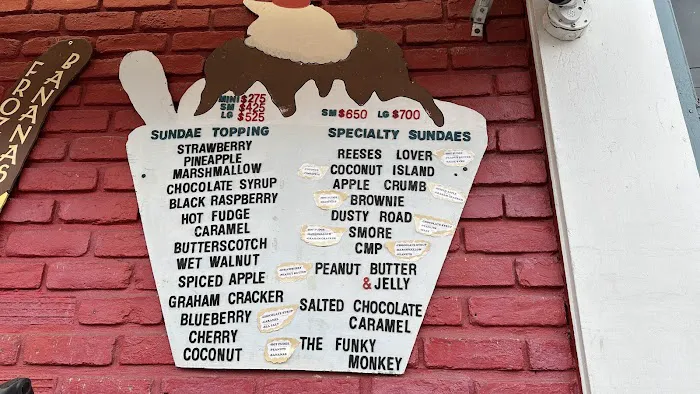 FROZEN
BANANAS
MINI $275
SM $425
LG $525
SM $650 LG $700
SUNDAE TOPPING
STRAWBERRY
PINEAPPLE
MARSHMALLOW
CHOCOLATE SYRUP
BLACK RASPBERRY
HOT FUDGE
CARAMEL
BUTTERSCOTCH
WET WALNUT
SPICED APPLE
GRAHAM CRACKER
BLUEBERRY
CHERRY
COCONUT
SPECIALTY SUNDAES
REESES LOVER
COCONUT ISLAND
APPLE CRUMB
BROWNIE
DUSTY ROAD
SMORE
CMP
PEANUT BUTTER
& JELLY
SALTED CHOCOLATE
CARAMEL
THE FUNKY
MONKEY